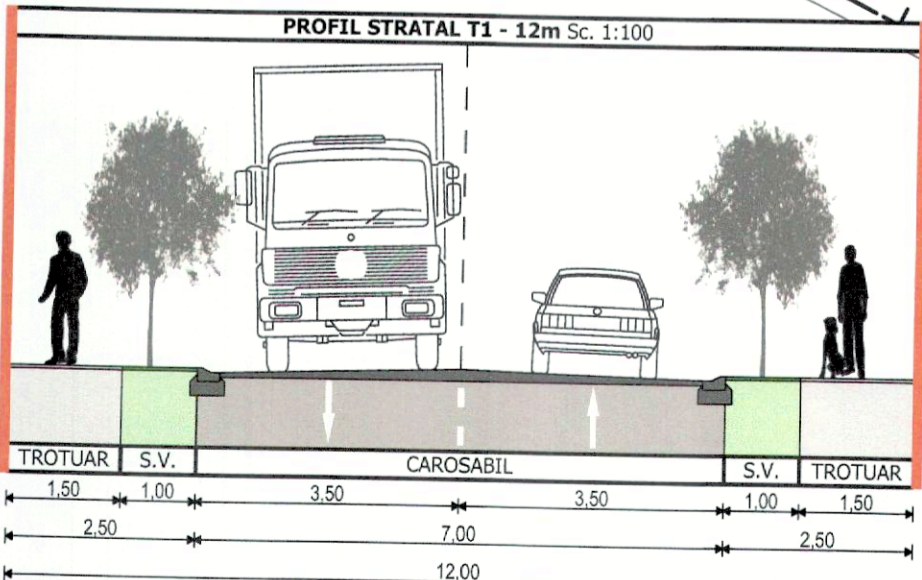 PROFIL STRATAL T1 - 12m Sc. 1:100
TROTUAR S.V. CAROSABIL S.V. TROTUAR
1,50 1,00 3,50 3,50 1,00 1,50
2,50 7,00 2,50
12,00